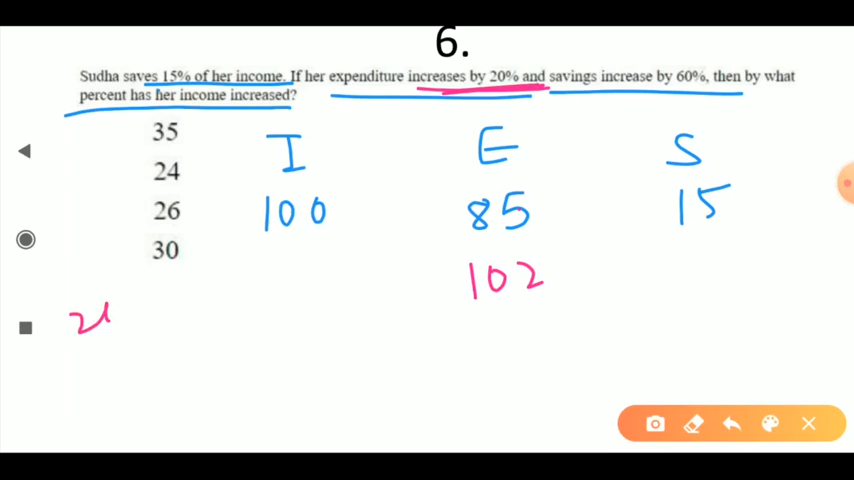 6.
Sudha saves 15% of her income. If her expenditure increases by 20% and savings increase by 60%, then by what
percent has her income increased?
35
24
26
30
I E S
100 85 15
102